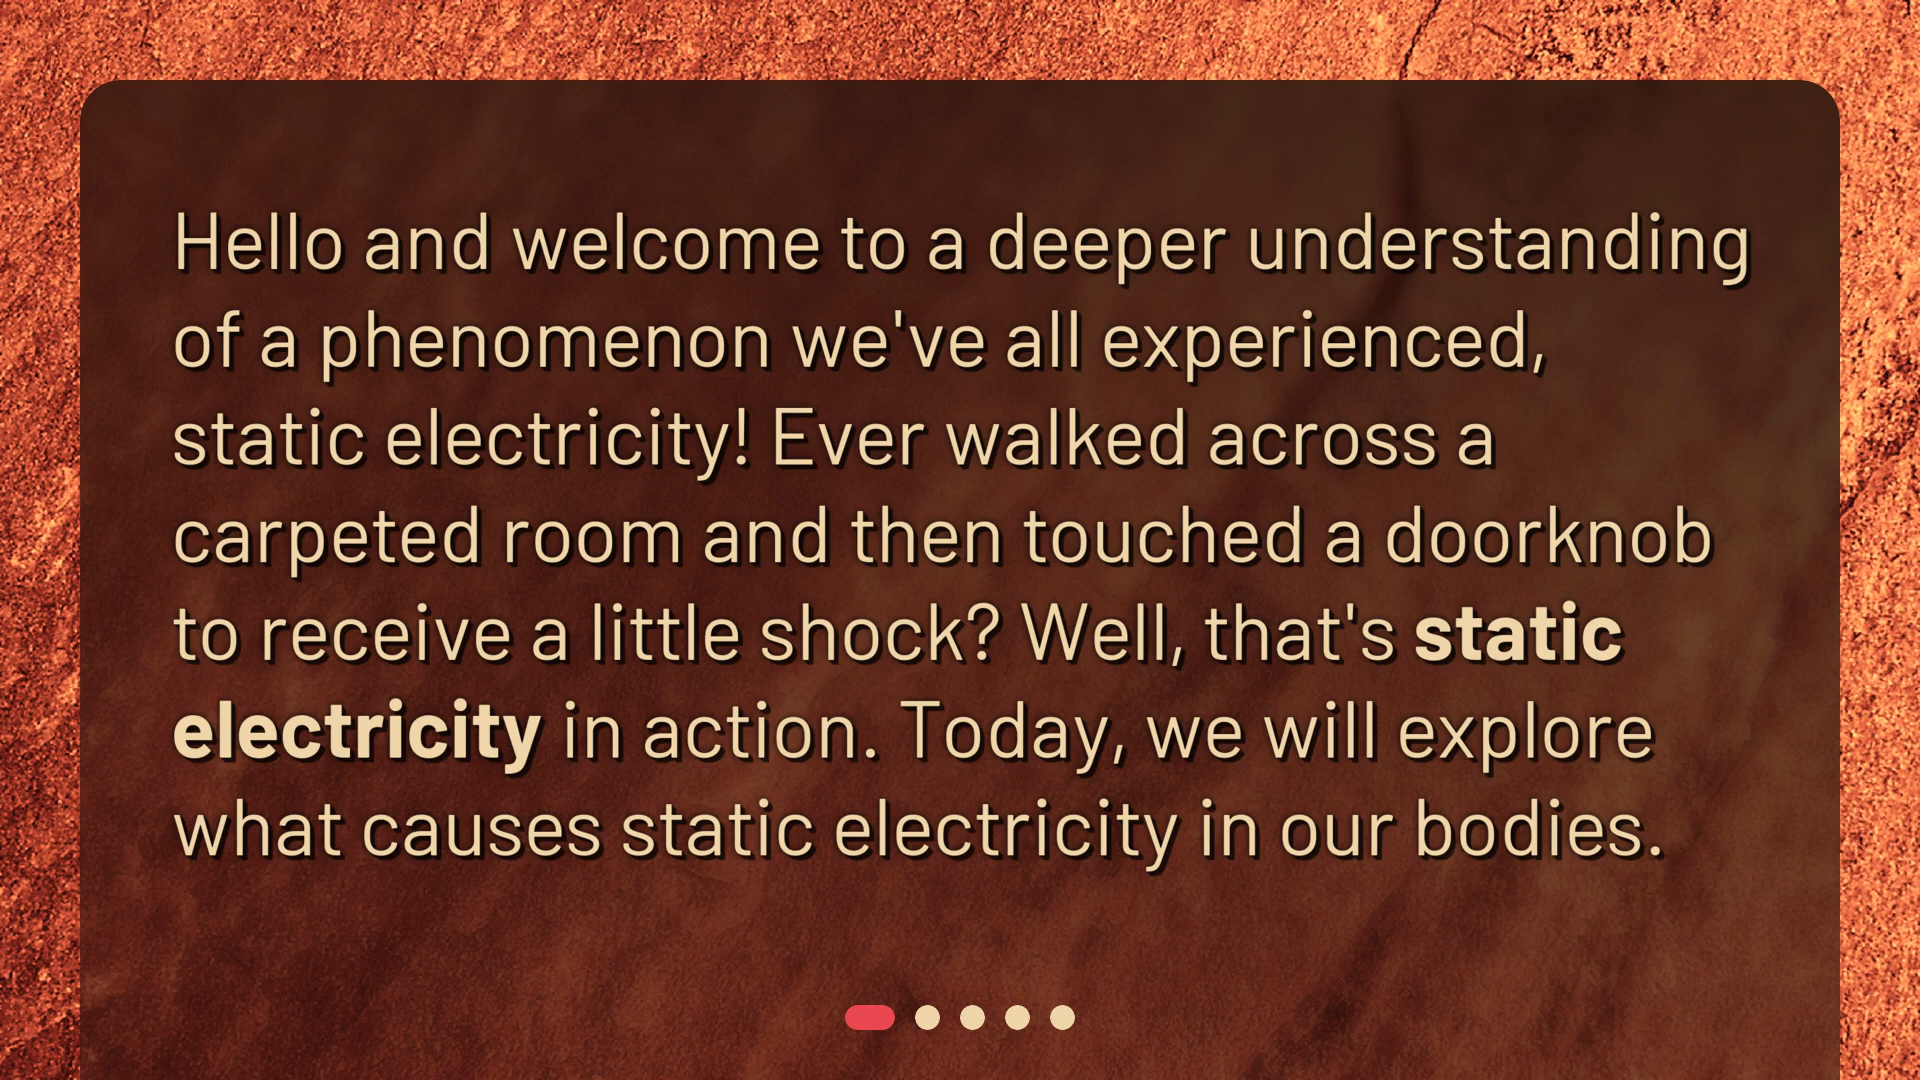 Hello and welcome to a deeper understanding
of a phenomenon we've all experienced,
static electricity! Ever walked across a
carpeted room and then touched a doorknob
to receive a little shock? Well, that's static
electricity in action. Today, we will explore
what causes static electricity in our bodies.